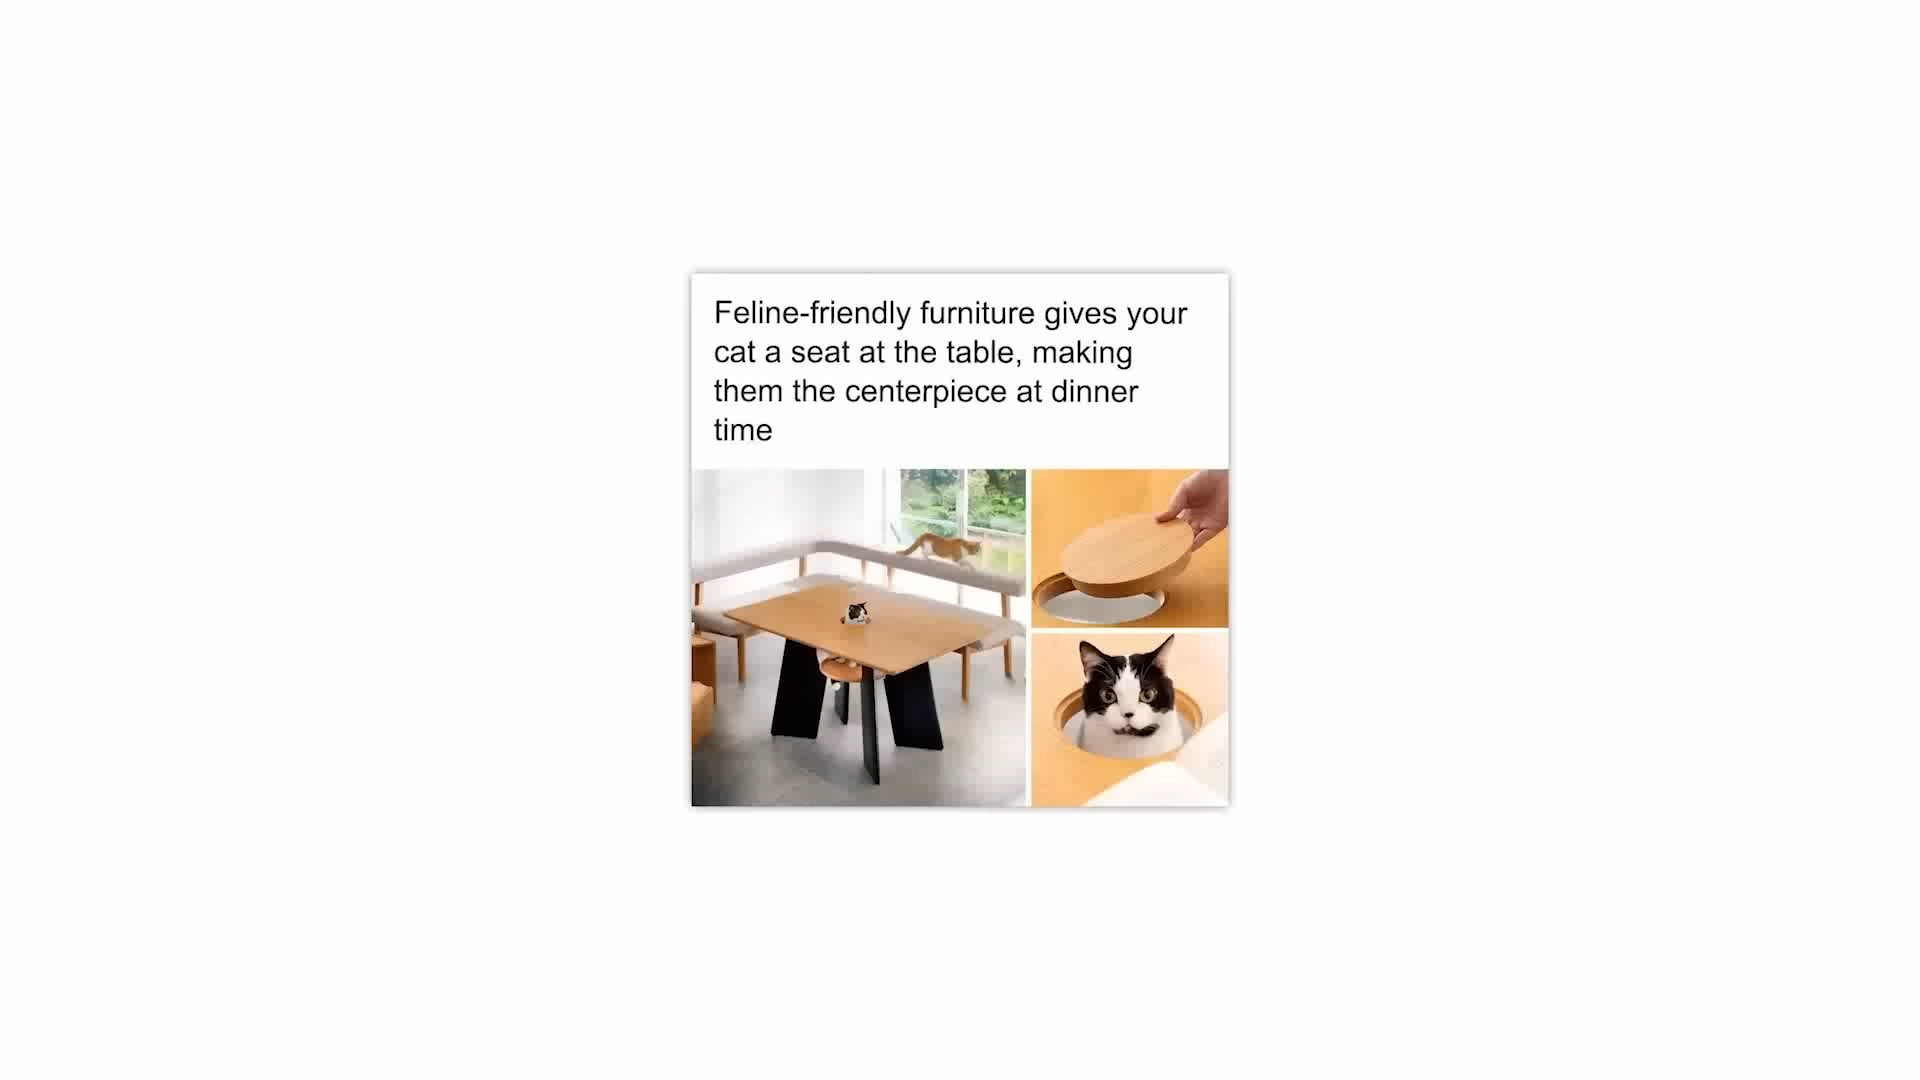 Feline-friendly furniture gives your
cat a seat at the table, making
them the centerpiece at dinner
time